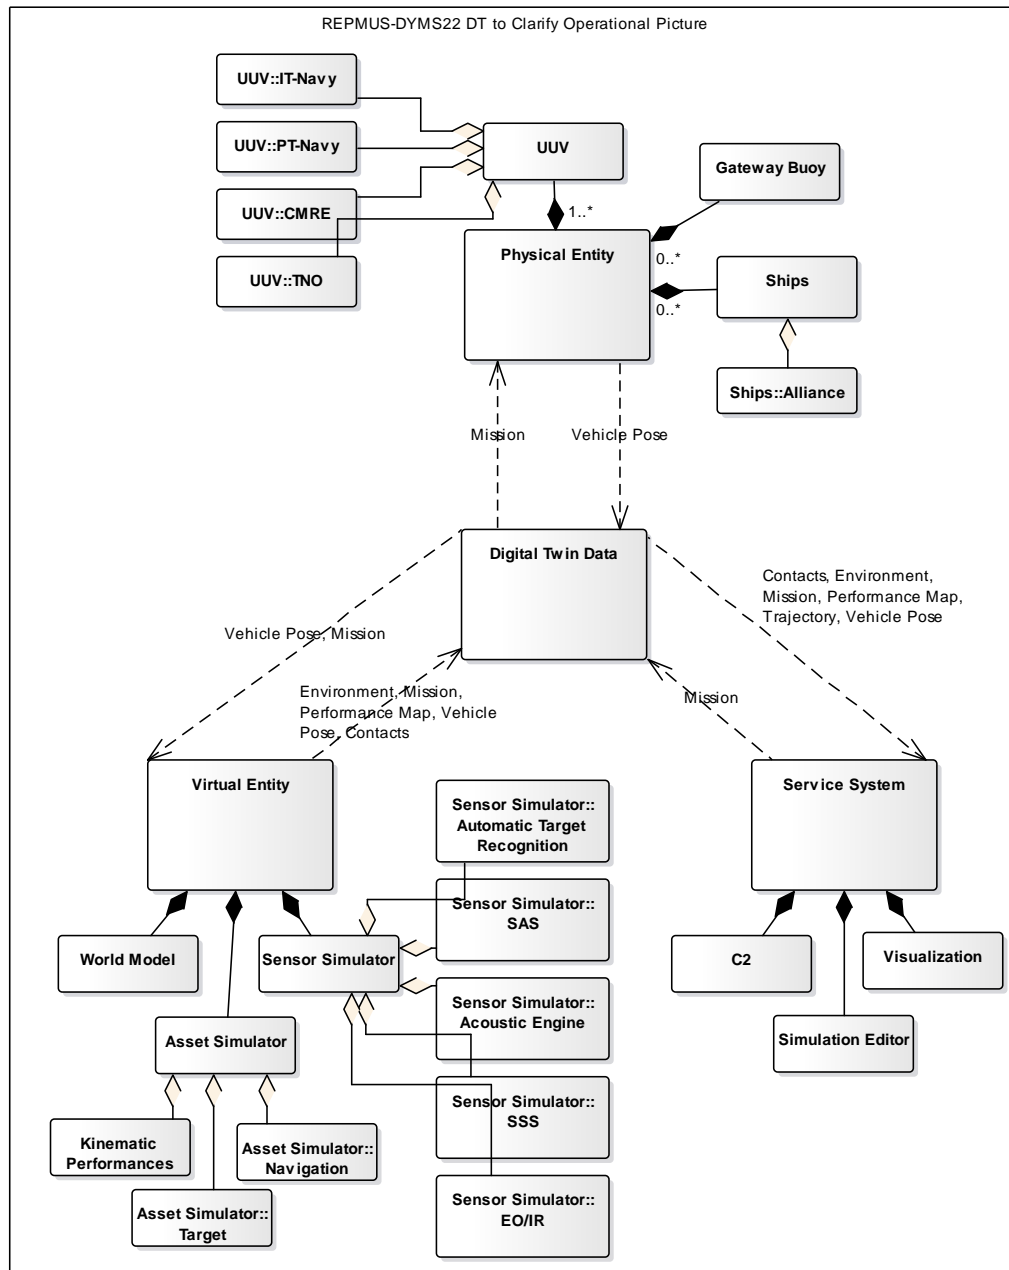 REPMUS-DYMS22 DT to Clarify Operational Picture
UUV::IT-Navy
UUV::PT-Navy
UUV::CMRE
UUV::TNO
UUV
Gateway Buoy
1..*
Physical Entity
0..*
Ships
0..*
Ships::Alliance
Mission
Vehicle Pose
Digital Twin Data
Contacts, Environment,
Mission, Performance Map,
Trajectory, Vehicle Pose
Vehicle Pose, Mission
Environment, Mission,
Performance Map, Vehicle
Pose, Contacts
Mission
Virtual Entity
Service System
Sensor Simulator::
Automatic Target
Recognition
Sensor Simulator::
SAS
World Model
Sensor Simulator
C2
Visualization
Sensor Simulator::
Acoustic Engine
Asset Simulator
Simulation Editor
Sensor Simulator::
SSS
Kinematic
Performances
Asset Simulator::
Navigation
Asset Simulator::
Target
Sensor Simulator::
EO/IR